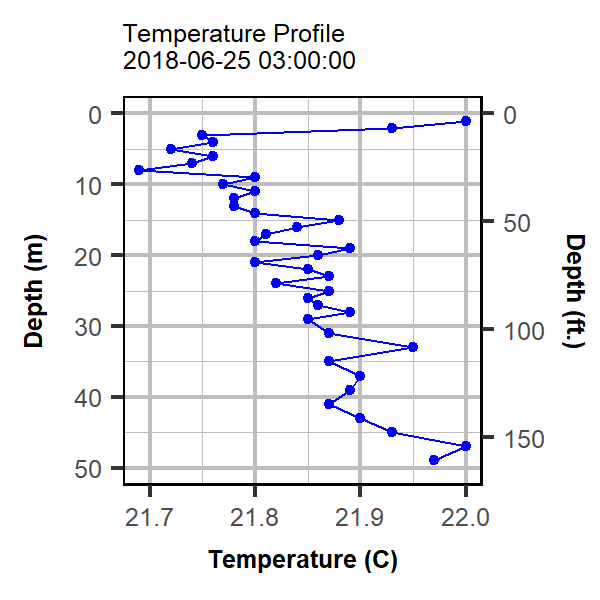 Temperature Profile
2018-06-25 03:00:00
0
10
20
30
40
50
Depth (m)
0
50
100
150
Depth (ft.)
21.7 21.8 21.9 22.0
Temperature (C)